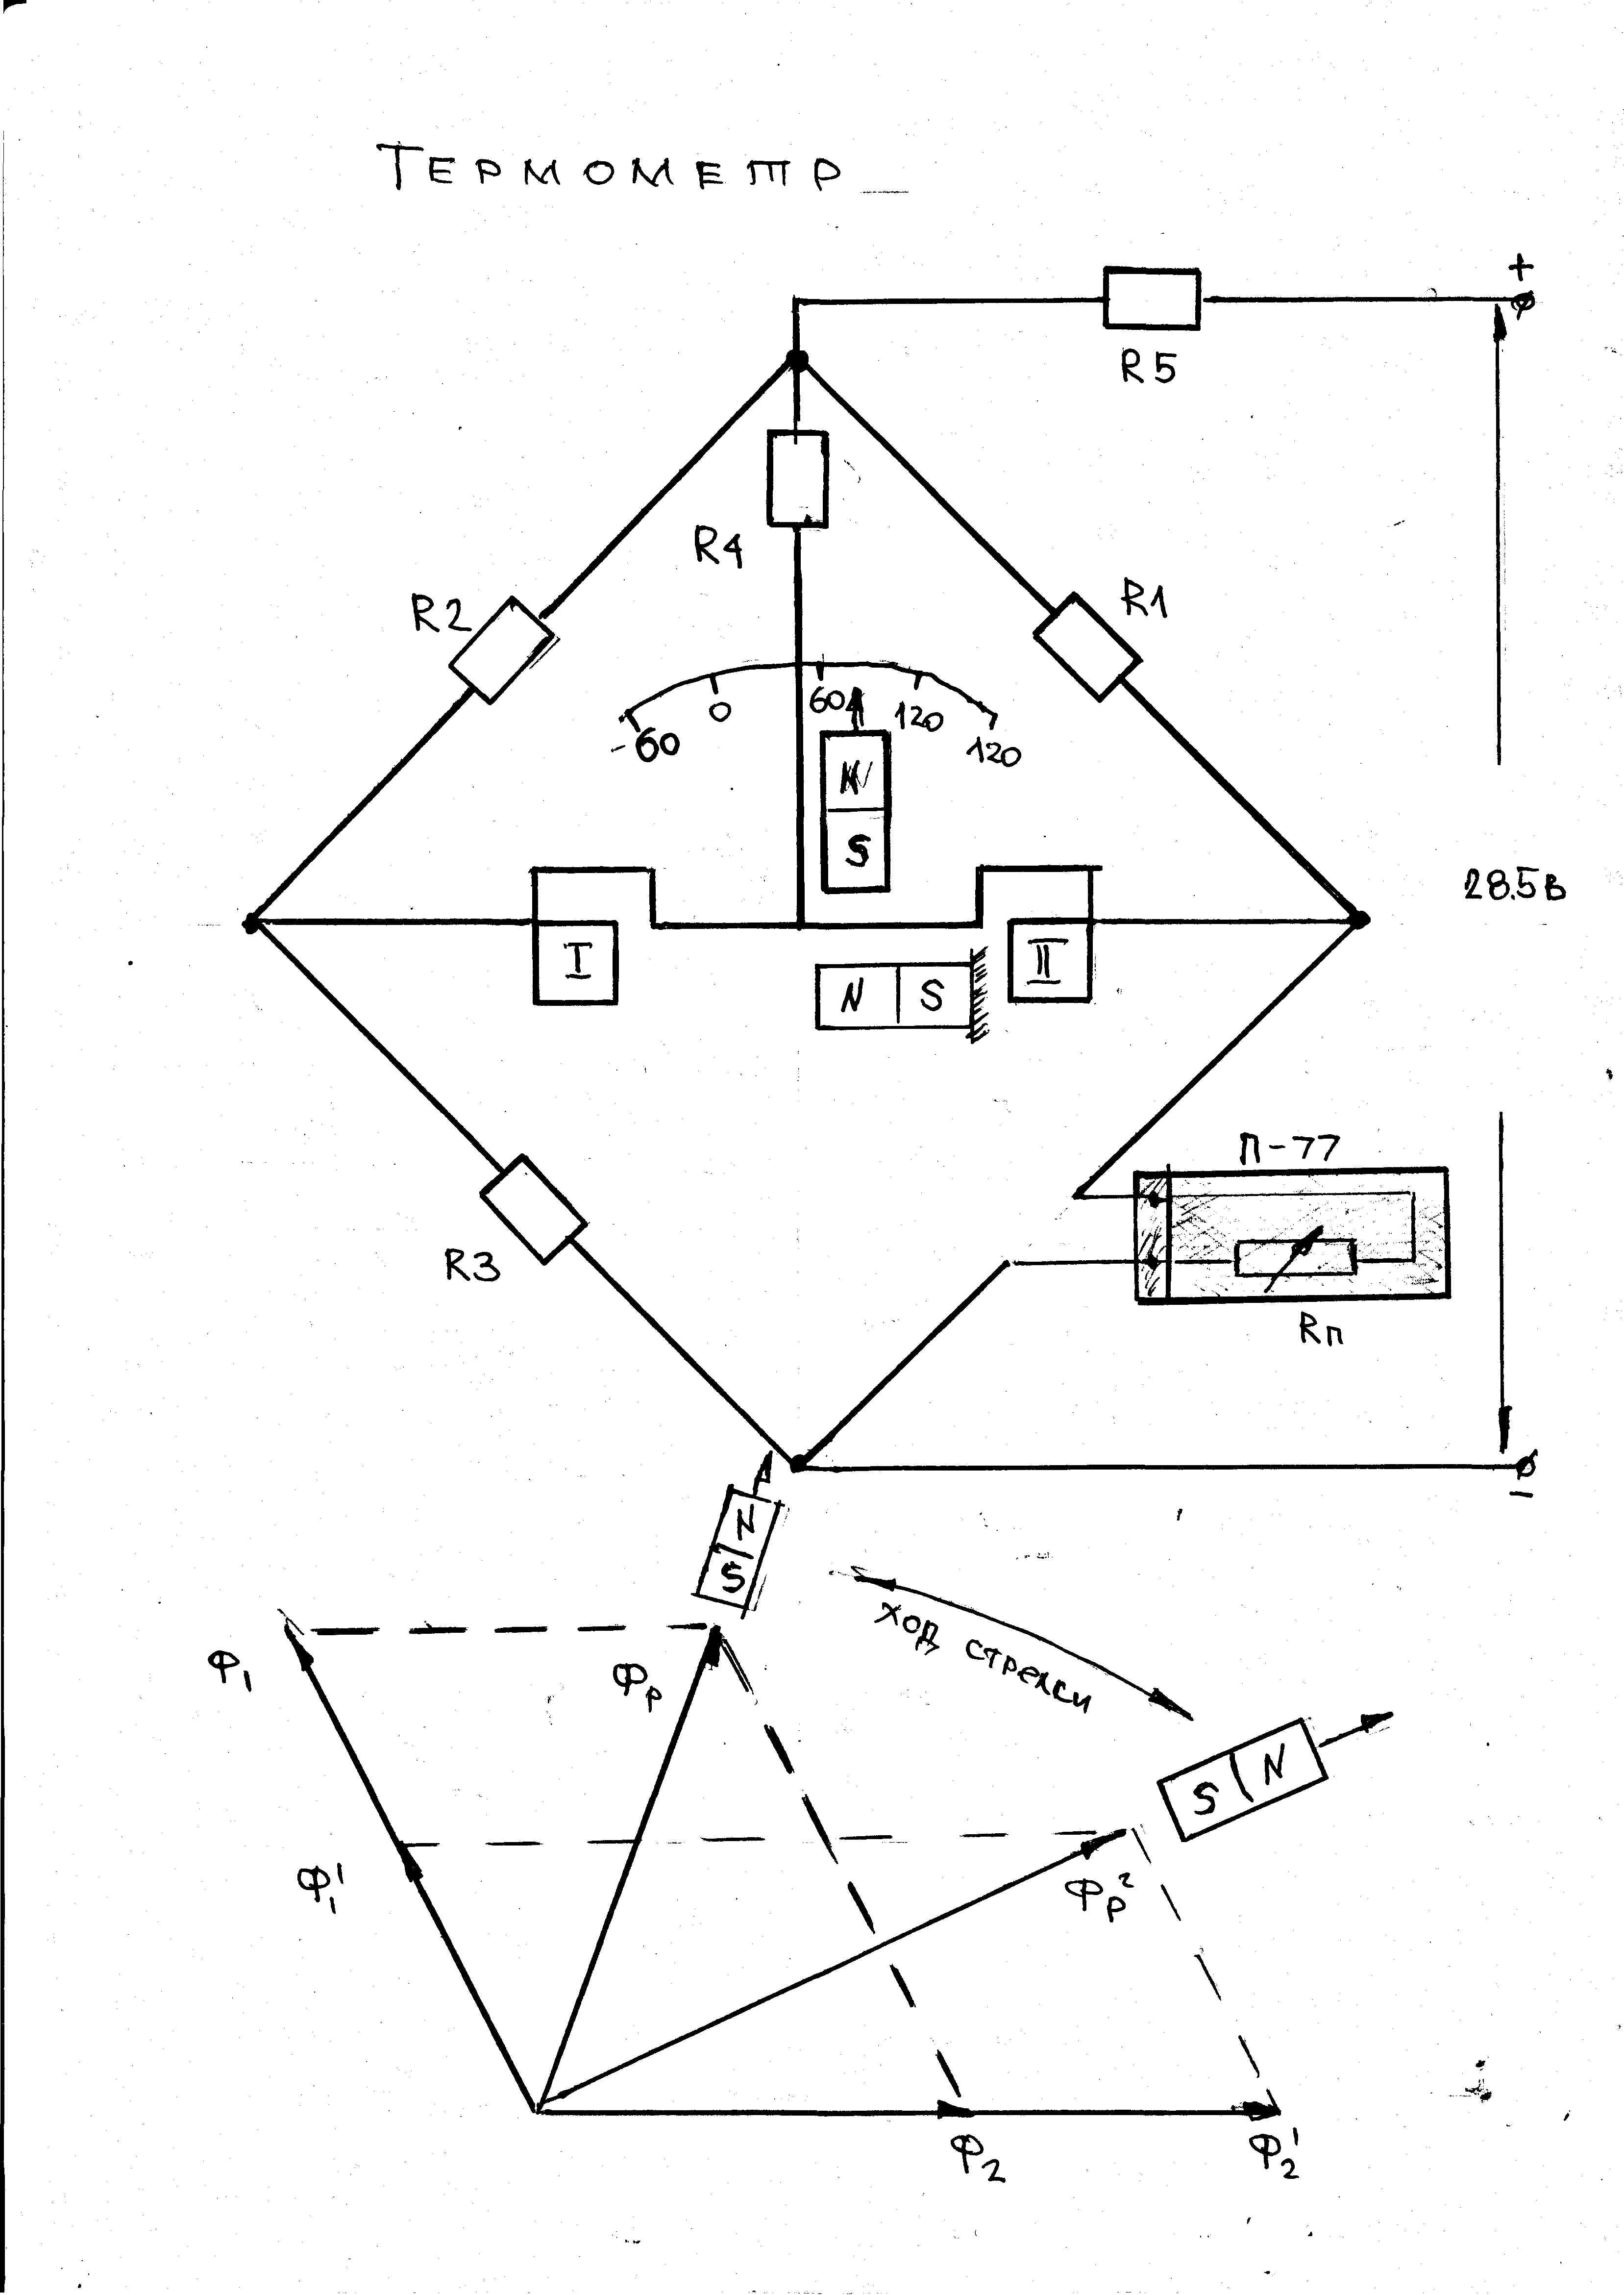 ТЕРМОМЕТР
+
R5
R4
R2
R1
-60
0
60
120
120
N
S
28.5 в
I
II
N S
П-77
R3
Rп
–
N
S
ход стрелки
Ф1
Фр
S N
Ф1'
Фр2
Ф2
Ф2'